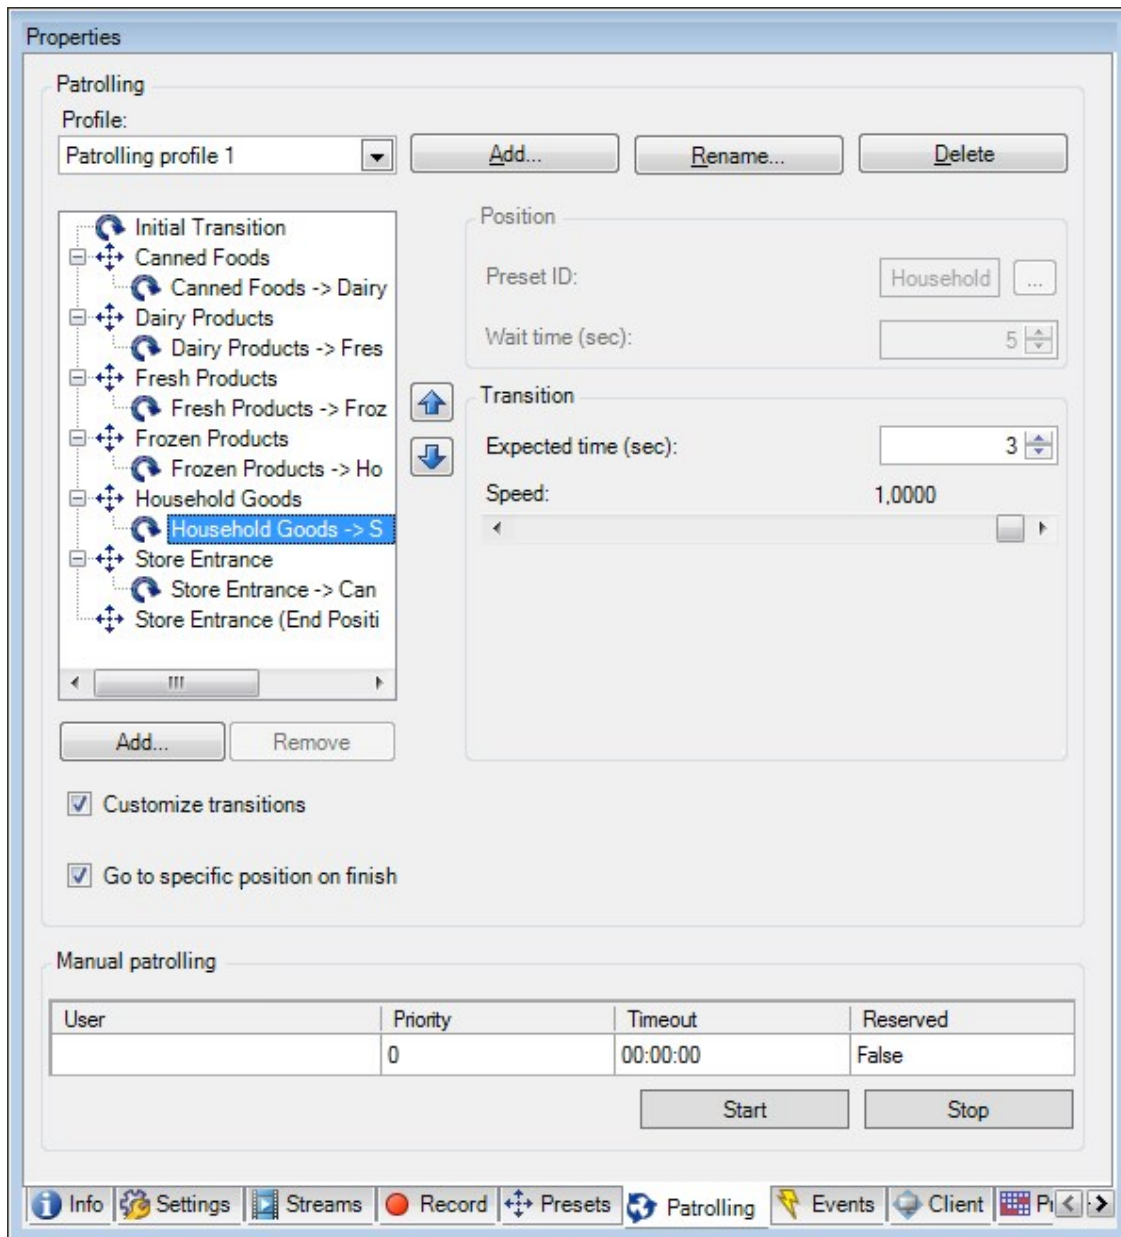 Properties
Patrolling
Profile:
Patrolling profile 1
Add...
Rename...
Delete
Initial Transition
Canned Foods
Canned Foods -> Dairy
Dairy Products
Dairy Products -> Fres
Fresh Products
Fresh Products -> Froz
Frozen Products
Frozen Products -> Ho
Household Goods
Household Goods -> S
Store Entrance
Store Entrance -> Can
Store Entrance (End Positi
Position
Preset ID:
Household
...
Wait time (sec):
5
Transition
Expected time (sec):
3
Speed:
1,0000
Add...
Remove
Customize transitions
Go to specific position on finish
Manual patrolling
User Priority Timeout Reserved
0 00:00:00 False
Start
Stop
Info Settings Streams Record Presets Patrolling Events Client